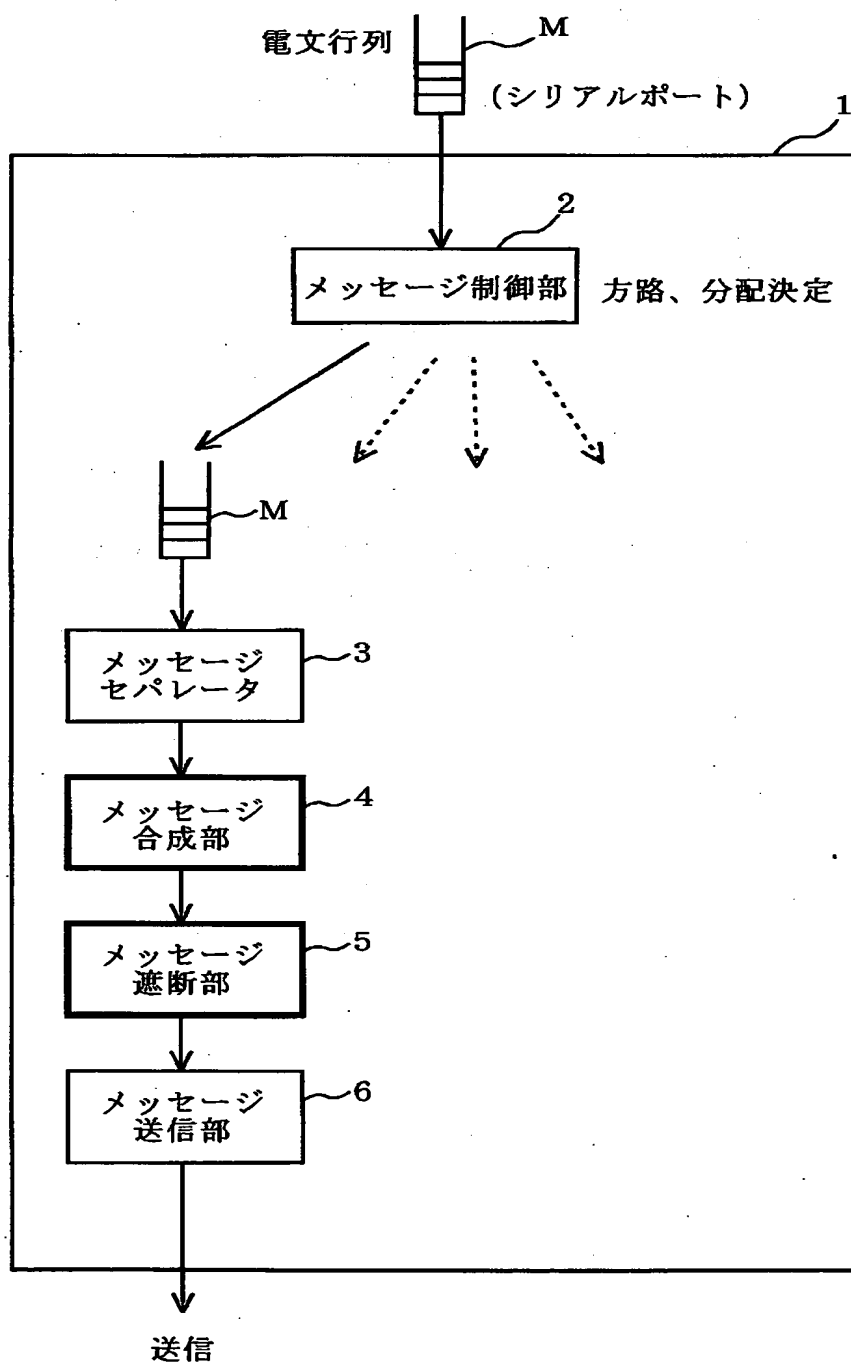 電文行列
M
(シリアルポート)
1
2
メッセージ制御部
方路、分配決定
M
メッセージ
セパレータ
3
メッセージ
合成部
4
メッセージ
遮断部
5
メッセージ
送信部
6
送信